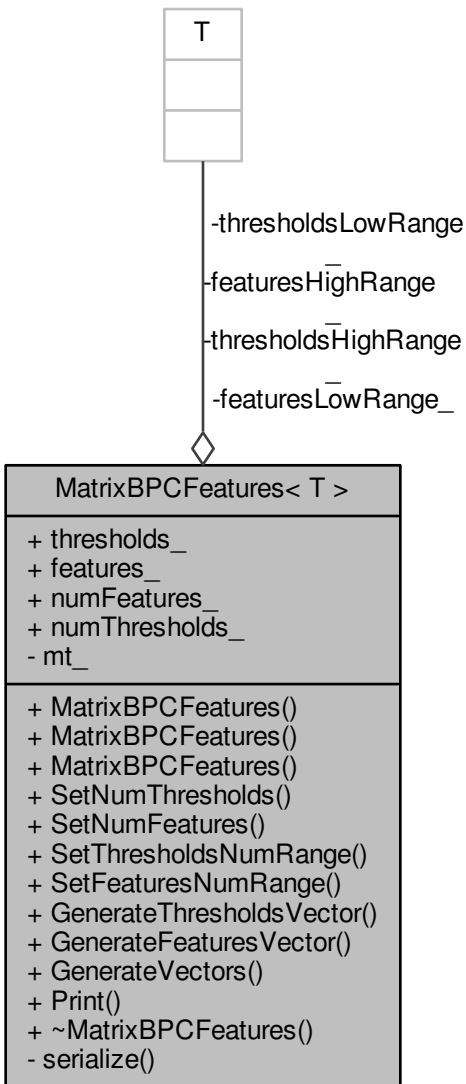 T
-thresholdsLowRange
_
-featuresHighRange
_
-thresholdsHighRange
_
-featuresLowRange_
MatrixBPCFeatures< T >
+ thresholds_
+ features_
+ numFeatures_
+ numThresholds_
- mt_
+ MatrixBPCFeatures()
+ MatrixBPCFeatures()
+ MatrixBPCFeatures()
+ SetNumThresholds()
+ SetNumFeatures()
+ SetThresholdsNumRange()
+ SetFeaturesNumRange()
+ GenerateThresholdsVector()
+ GenerateFeaturesVector()
+ GenerateVectors()
+ Print()
+ ~MatrixBPCFeatures()
- serialize()